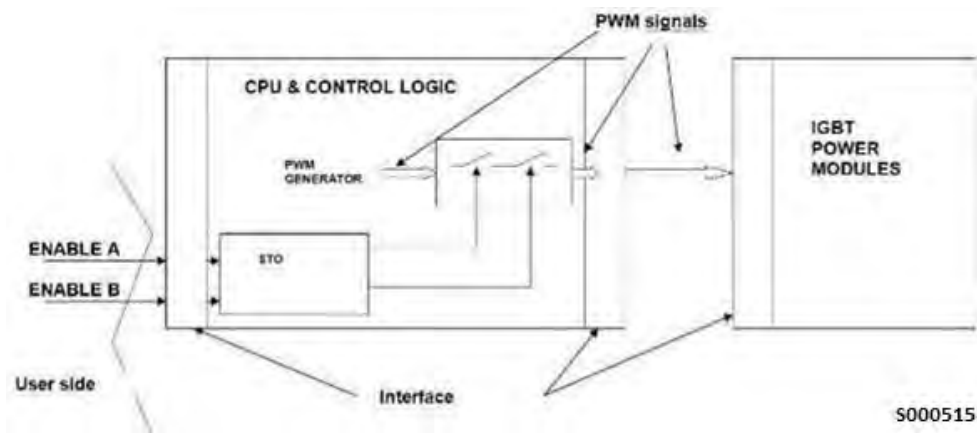 PWM signals
CPU & CONTROL LOGIC
IGBT
POWER
MODULES
PWM
GENERATOR
ENABLE A
STO
ENABLE B
User side
Interface
S000515